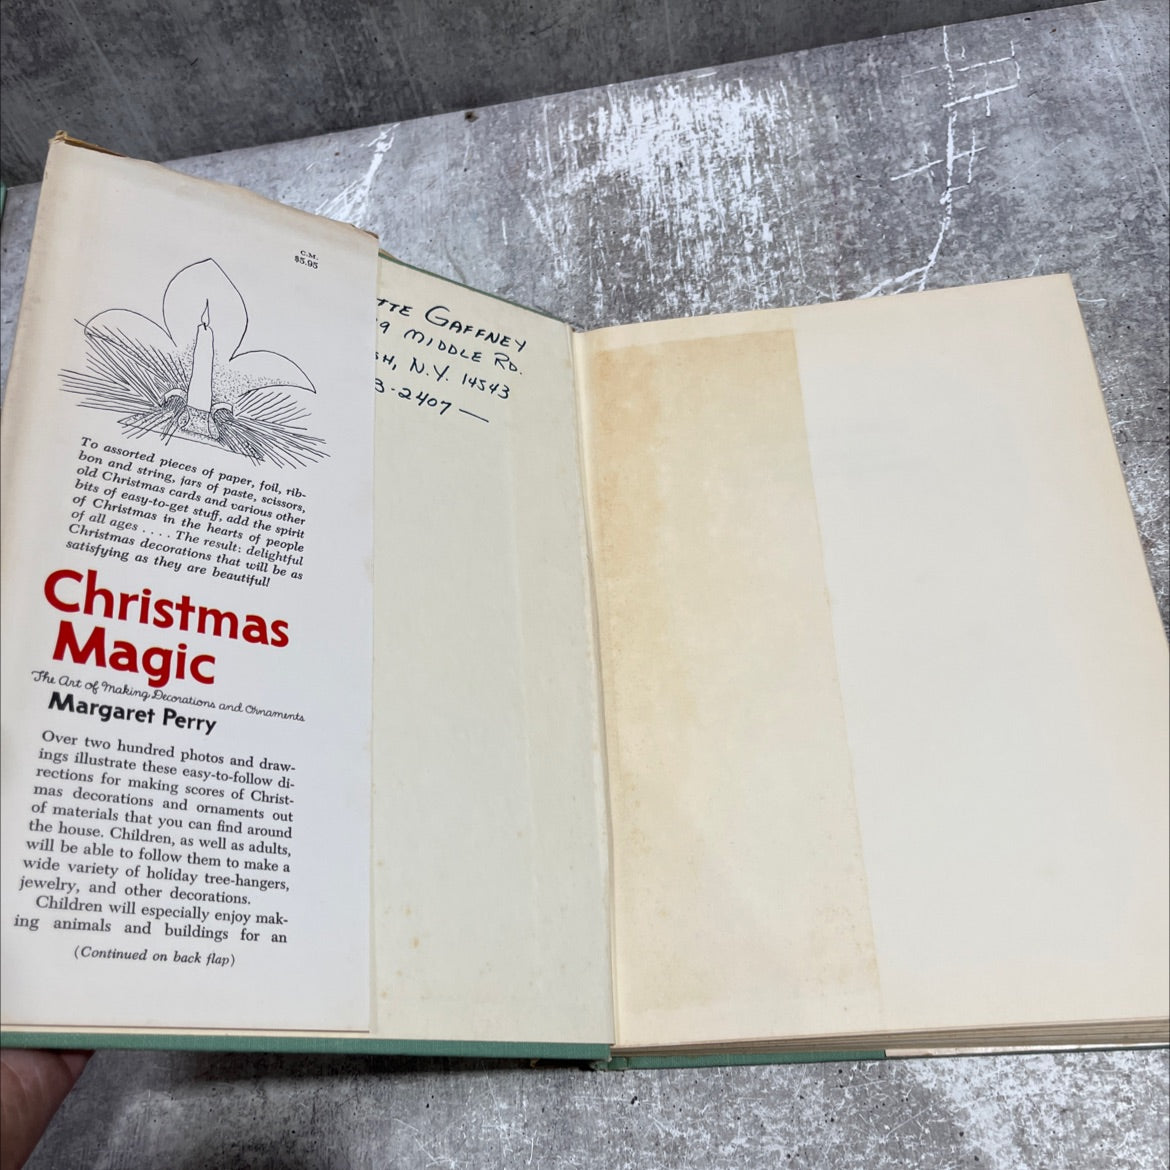 C.M.
$5.95
To assorted pieces of paper, foil, rib-
bon and string, jars of paste, scissors,
old Christmas cards and various other
bits of easy-to-get stuff, add the spirit
of Christmas in the hearts of people
of all ages . . . . The result: delightful
Christmas decorations that will be as
satisfying as they are beautiful!
Christmas
Magic
The Art of Making Decorations and Ornaments
Margaret Perry
Over two hundred photos and draw-
ings illustrate these easy-to-follow di-
rections for making scores of Christ-
mas decorations and ornaments out
of materials that you can find around
the house. Children, as well as adults,
will be able to follow them to make a
wide variety of holiday tree-hangers,
jewelry, and other decorations.
Children will especially enjoy mak-
ing animals and buildings for an
(Continued on back flap)
TTE GAFFNEY
9 MIDDLE RD.
SH, N.Y. 14543
3-2407 —